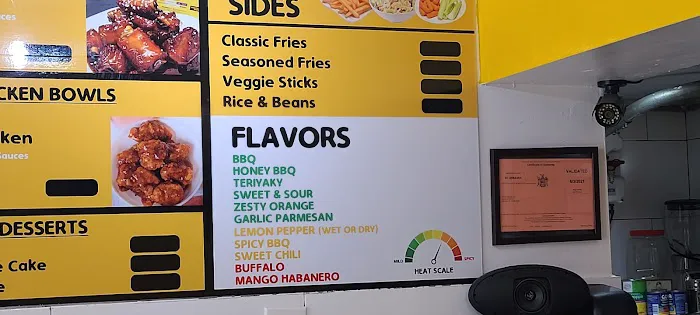 uces
CKEN BOWLS
ken
Sauces
DESSERTS
e Cake
e
SIDES
Classic Fries
Seasoned Fries
Veggie Sticks
Rice & Beans
FLAVORS
BBQ
HONEY BBQ
TERIYAKY
SWEET & SOUR
ZESTY ORANGE
GARLIC PARMESAN
LEMON PEPPER (WET OR DRY)
SPICY BBQ
SWEET CHILI
BUFFALO
MANGO HABANERO
MILD
SPICY
HEAT SCALE